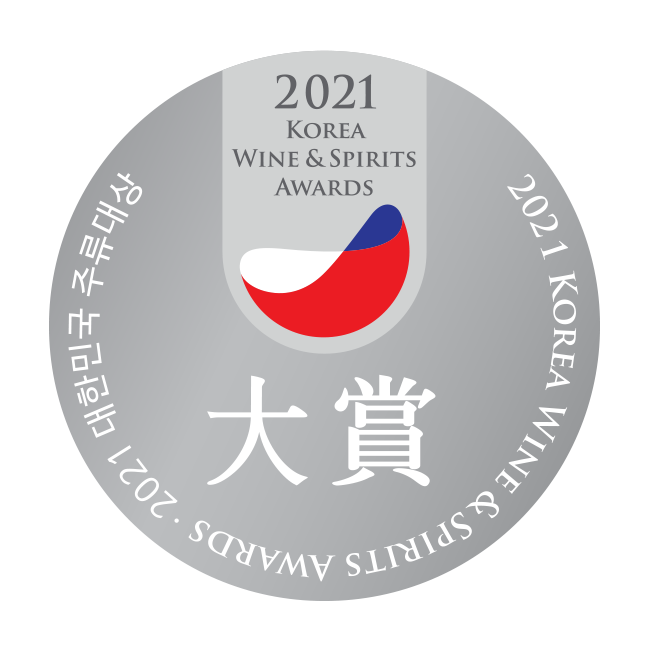 2021
KOREA
WINE & SPIRITS
AWARDS
大賞
2021 대한민국 주류대상 · 2021 KOREA WINE & SPIRITS AWARDS